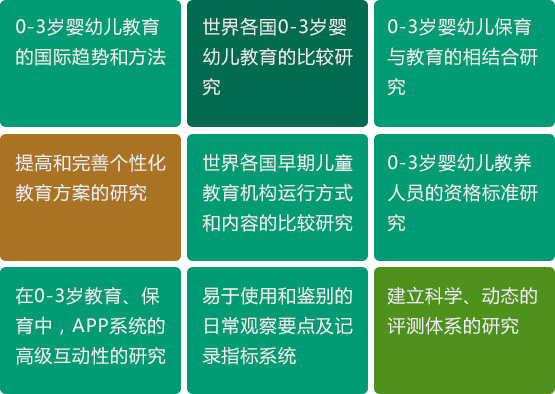 0-3岁婴幼儿教育
的国际趋势和方法
世界各国0-3岁婴
幼儿教育的比较研
究
0-3岁婴幼儿保育
与教育的相结合研
究
提高和完善个性化
教育方案的研究
世界各国早期儿童
教育机构运行方式
和内容的比较研究
0-3岁婴幼儿教养
人员的资格标准研
究
在0-3岁教育、保
育中，APP系统的
高级互动性的研究
易于使用和鉴别的
日常观察要点及记
录指标系统
建立科学、动态的
评测体系的研究